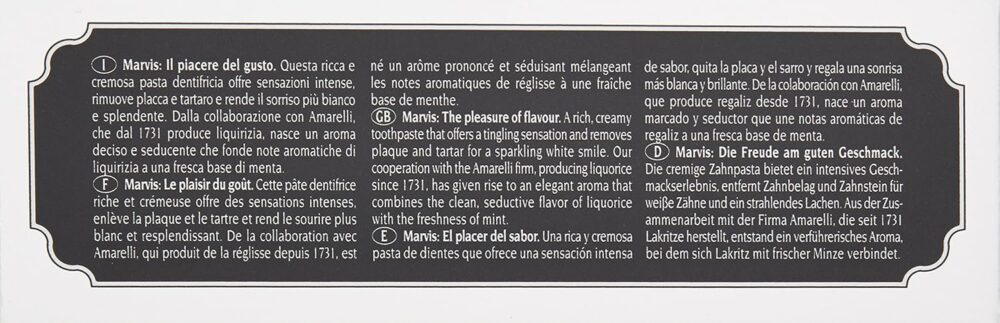 I Marvis: Il piacere del gusto. Questa ricca e
cremosa pasta dentifricia offre sensazioni intense,
rimuove placca e tartaro e rende il sorriso più bianco
e splendente. Dalla collaborazione con Amarelli,
che dal 1731 produce liquirizia, nasce un aroma
deciso e seducente che fonde note aromatiche di
liquirizia a una fresca base di menta.
F Marvis: Le plaisir du goût. Cette pâte dentifrice
riche et crémeuse offre des sensations intenses,
enlève la plaque et le tartre et rend le sourire plus
blanc et resplendissant. De la collaboration avec
Amarelli, qui produit de la réglisse depuis 1731, est
né un arôme prononcé et séduisant mélangeant
les notes aromatiques de réglisse à une fraîche
base de menthe.
GB Marvis: The pleasure of flavour. A rich, creamy
toothpaste that offers a tingling sensation and removes
plaque and tartar for a sparkling white smile. Our
cooperation with the Amarelli firm, producing liquorice
since 1731, has given rise to an elegant aroma that
combines the clean, seductive flavor of liquorice
with the freshness of mint.
E Marvis: El placer del sabor. Una rica y cremosa
pasta de dientes que ofrece una sensación intensa
de sabor, quita la placa y el sarro y regala una sonrisa
más blanca y brillante. De la colaboración con Amarelli,
que produce regaliz desde 1731, nace un aroma
marcado y seductor que une notas aromáticas de
regaliz a una fresca base de menta.
D Marvis: Die Freude am guten Geschmack.
Die cremige Zahnpasta bietet ein intensives Gesch-
mackserlebnis, entfernt Zahnbelag und Zahnstein für
weiße Zähne und ein strahlendes Lachen. Aus der Zus-
ammenarbeit mit der Firma Amarelli, die seit 1731
Lakritze herstellt, entstand ein verführerisches Aroma,
bei dem sich Lakritz mit frischer Minze verbindet.